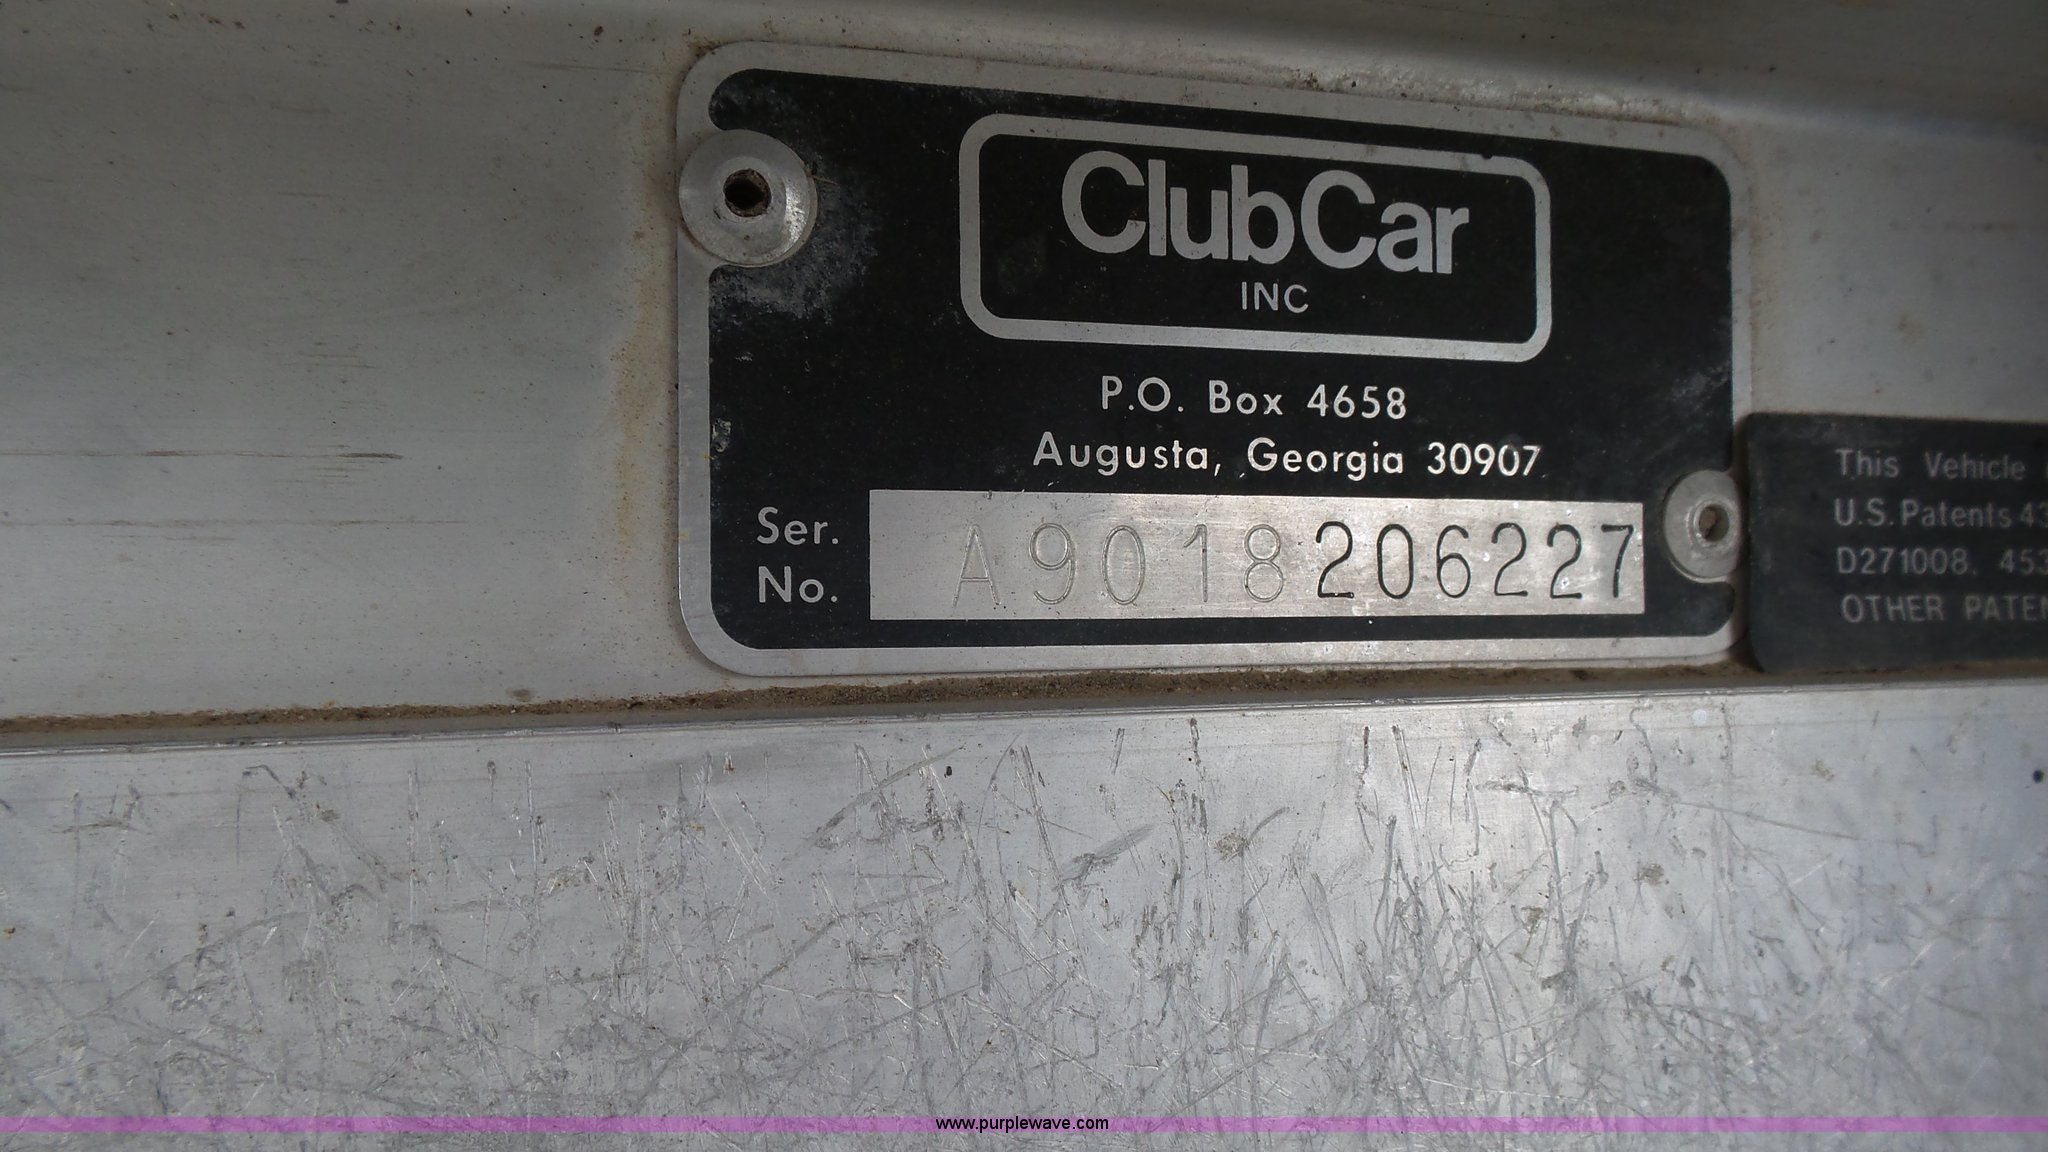 ClubCar
INC
P.O. Box 4658
Augusta, Georgia 30907
Ser.
No.
A9018206227
This Vehicle
U.S. Patents 43
D271008. 453
OTHER PATEN
www.purplewave.com